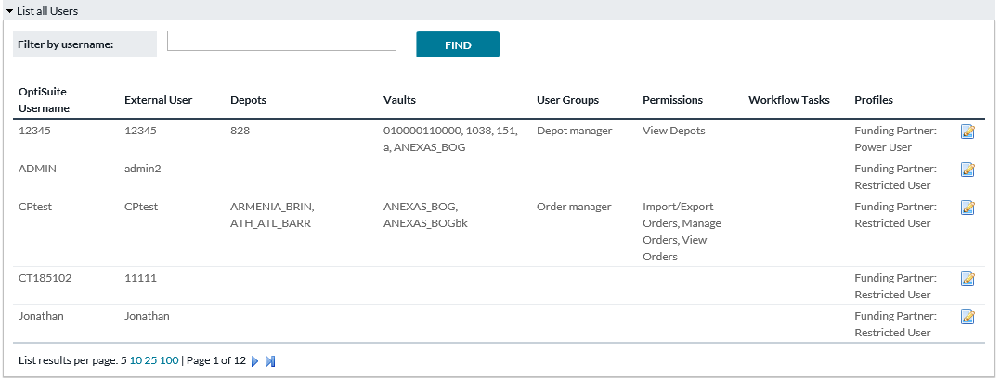 List all Users
Filter by username: FIND
OptiSuite Username External User Depots Vaults User Groups Permissions Workflow Tasks Profiles
12345 12345 828 010000110000, 1038, 151, a, ANEXAS_BOG Depot manager View Depots Funding Partner: Power User
ADMIN admin2 Funding Partner: Restricted User
CPtest CPtest ARMENIA_BRIN, ATH_ATL_BARR ANEXAS_BOG, ANEXAS_BOGbk Order manager Import/Export Orders, Manage Orders, View Orders Funding Partner: Restricted User
CT185102 11111 Funding Partner: Restricted User
Jonathan Jonathan Funding Partner: Restricted User
List results per page: 5 10 25 100 | Page 1 of 12